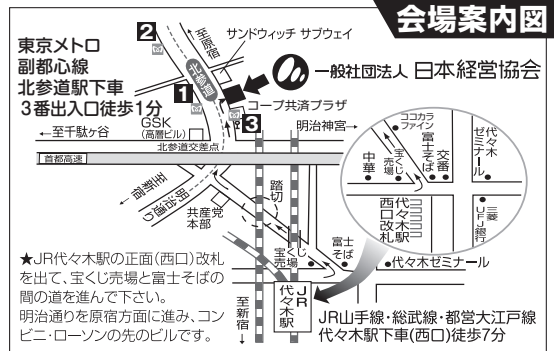 会場案内図
東京メトロ
副都心線
北参道駅下車
3番出入口徒歩1分
2
至原宿
サンドウィッチ サブウェイ
北参道
一般社団法人 日本経営協会
1
コープ共済プラザ
3
GSK
(高層ビル)
←至千駄ヶ谷
明治神宮→
北参道交差点
首都高速
至新宿
明治通り
共産党
本部
踏切
ココカラ
ファイン
中華
宝くじ
売場
富士そば
交番
代々木
ゼミナール
代々木駅
西口改札
三菱
UFJ銀行
★JR代々木駅の正面(西口)改札
を出て、宝くじ売場と富士そばの
間の道を進んで下さい。
明治通りを原宿方面に進み、コン
ビニ・ローソンの先のビルです。
宝くじ
売場
富士
そば
代々木ゼミナール
至新宿
JR
代々木駅
JR山手線・総武線・都営大江戸線
代々木駅下車(西口)徒歩7分